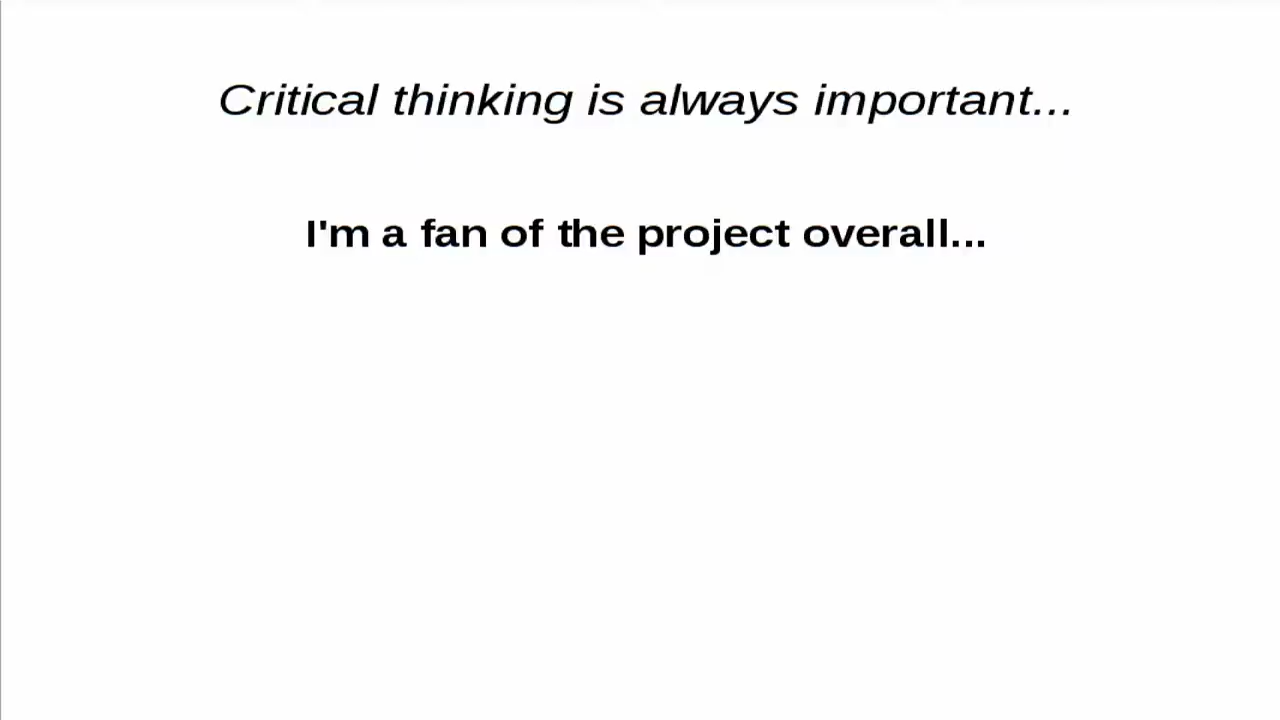 Critical thinking is always important...
I'm a fan of the project overall...